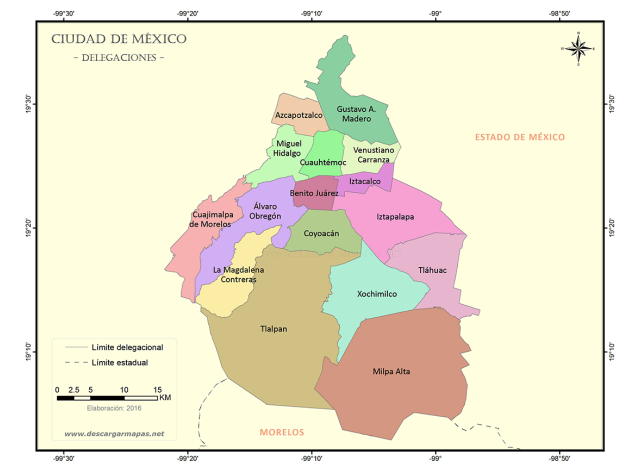 -99°30' -99°20' -99°10' -99° -98°50'
CIUDAD DE MÉXICO
- DELEGACIONES -
19°30'
19°30'
Gustavo A.
Madero
Azcapotzalco
ESTADO DE MÉXICO
Miguel
Hidalgo
Venustiano
Carranza
Cuauhtémoc
Iztacalco
Benito Juárez
Álvaro
Obregón
Cuajimalpa
de Morelos
Iztapalapa
19°20'
19°20'
Coyoacán
La Magdalena
Contreras
Tláhuac
Xochimilco
Tlalpan
19°10'
19°10'
Milpa Alta
Límite delegacional
Límite estadual
0 2.5 5 10 15
KM
Elaboración: 2016
www.descargarmapas.net
MORELOS
-99°30' -99°20' -99°10' -99° -98°50'